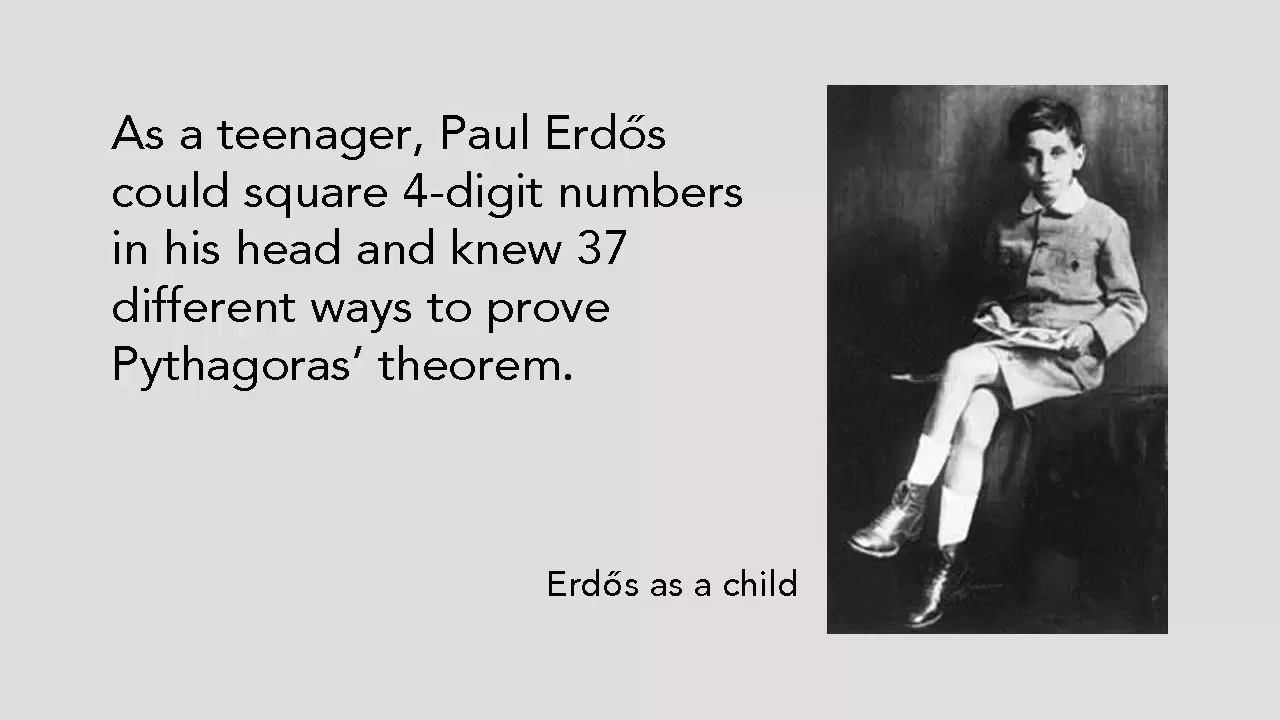 As a teenager, Paul Erdős
could square 4-digit numbers
in his head and knew 37
different ways to prove
Pythagoras’ theorem.
Erdős as a child